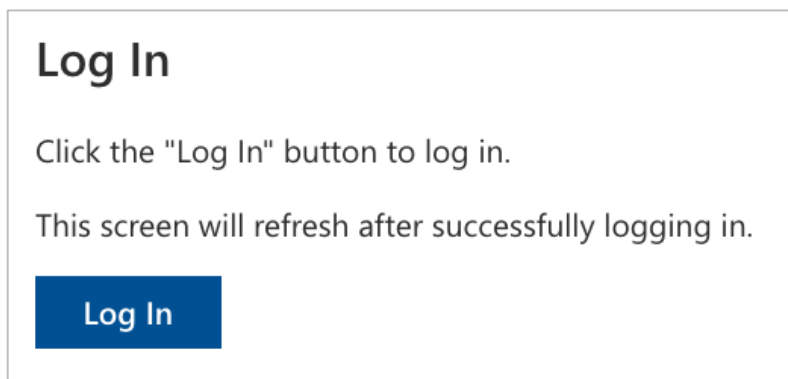 Log In
Click the "Log In" button to log in.
This screen will refresh after successfully logging in.
Log In